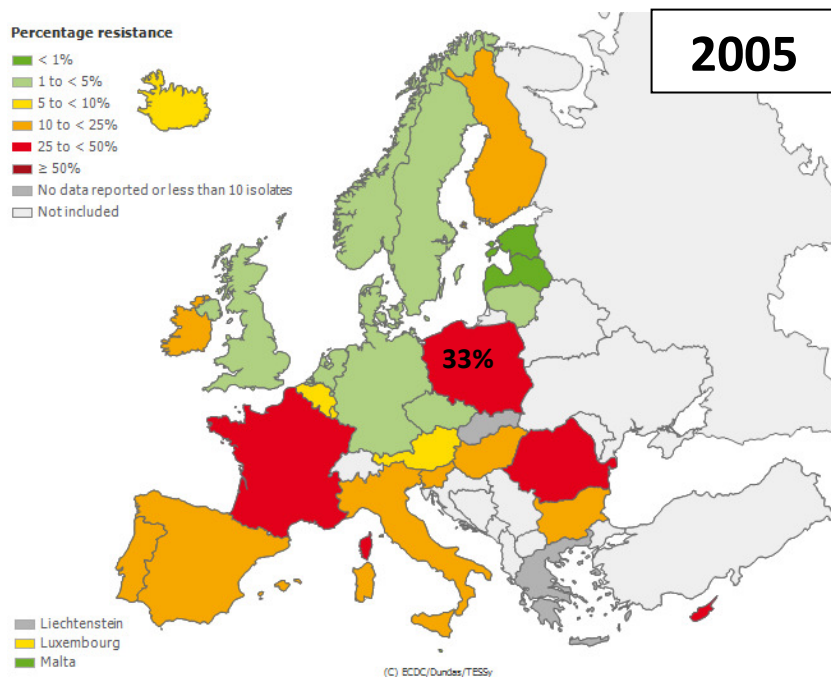 Percentage resistance
2005
< 1%
1 to < 5%
5 to < 10%
10 to < 25%
25 to < 50%
≥ 50%
No data reported or less than 10 isolates
Not included
33%
Liechtenstein
Luxembourg
Malta
(C) ECDC/Dundas/TESSy